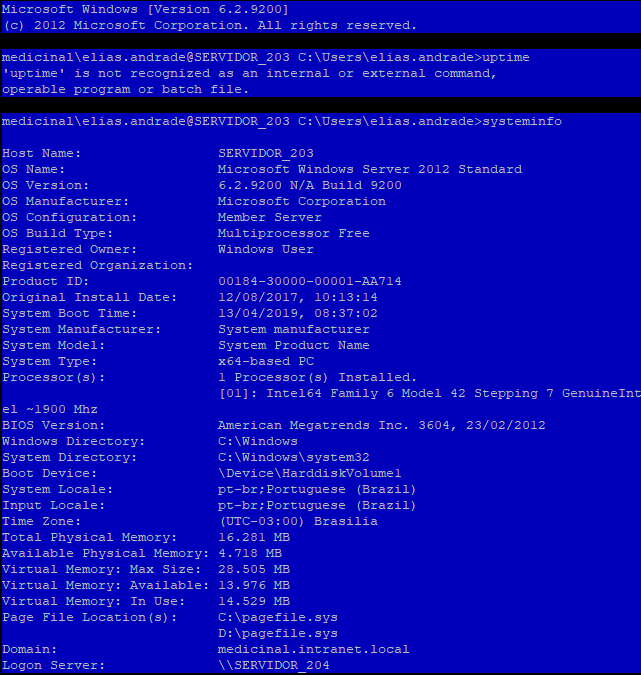 Microsoft Windows [Version 6.2.9200]
(c) 2012 Microsoft Corporation. All rights reserved.
medicinal\elias.andrade@SERVIDOR_203 C:\Users\elias.andrade>uptime
'uptime' is not recognized as an internal or external command,
operable program or batch file.
medicinal\elias.andrade@SERVIDOR_203 C:\Users\elias.andrade>systeminfo
Host Name: SERVIDOR_203
OS Name: Microsoft Windows Server 2012 Standard
OS Version: 6.2.9200 N/A Build 9200
OS Manufacturer: Microsoft Corporation
OS Configuration: Member Server
OS Build Type: Multiprocessor Free
Registered Owner: Windows User
Registered Organization:
Product ID: 00184-30000-00001-AA714
Original Install Date: 12/08/2017, 10:13:14
System Boot Time: 13/04/2019, 08:37:02
System Manufacturer: System manufacturer
System Model: System Product Name
System Type: x64-based PC
Processor(s): 1 Processor(s) Installed.
[01]: Intel64 Family 6 Model 42 Stepping 7 GenuineInt
el ~1900 Mhz
BIOS Version: American Megatrends Inc. 3604, 23/02/2012
Windows Directory: C:\Windows
System Directory: C:\Windows\system32
Boot Device: \Device\HarddiskVolume1
System Locale: pt-br;Portuguese (Brazil)
Input Locale: pt-br;Portuguese (Brazil)
Time Zone: (UTC-03:00) Brasilia
Total Physical Memory: 16.281 MB
Available Physical Memory: 4.718 MB
Virtual Memory: Max Size: 28.505 MB
Virtual Memory: Available: 13.976 MB
Virtual Memory: In Use: 14.529 MB
Page File Location(s): C:\pagefile.sys
D:\pagefile.sys
Domain: medicinal.intranet.local
Logon Server: \\SERVIDOR_204